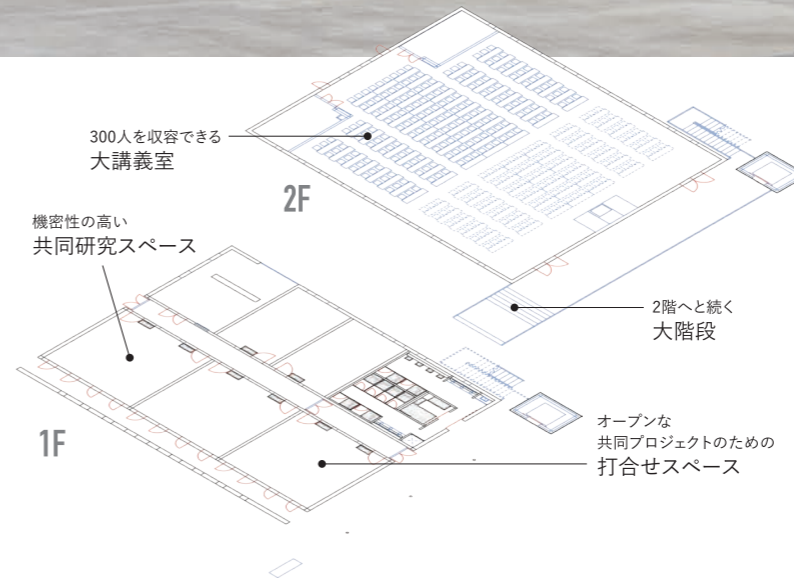 300人を収容できる
大講義室
2F
機密性の高い
共同研究スペース
2階へと続く
大階段
1F
オープンな
共同プロジェクトのための
打合せスペース